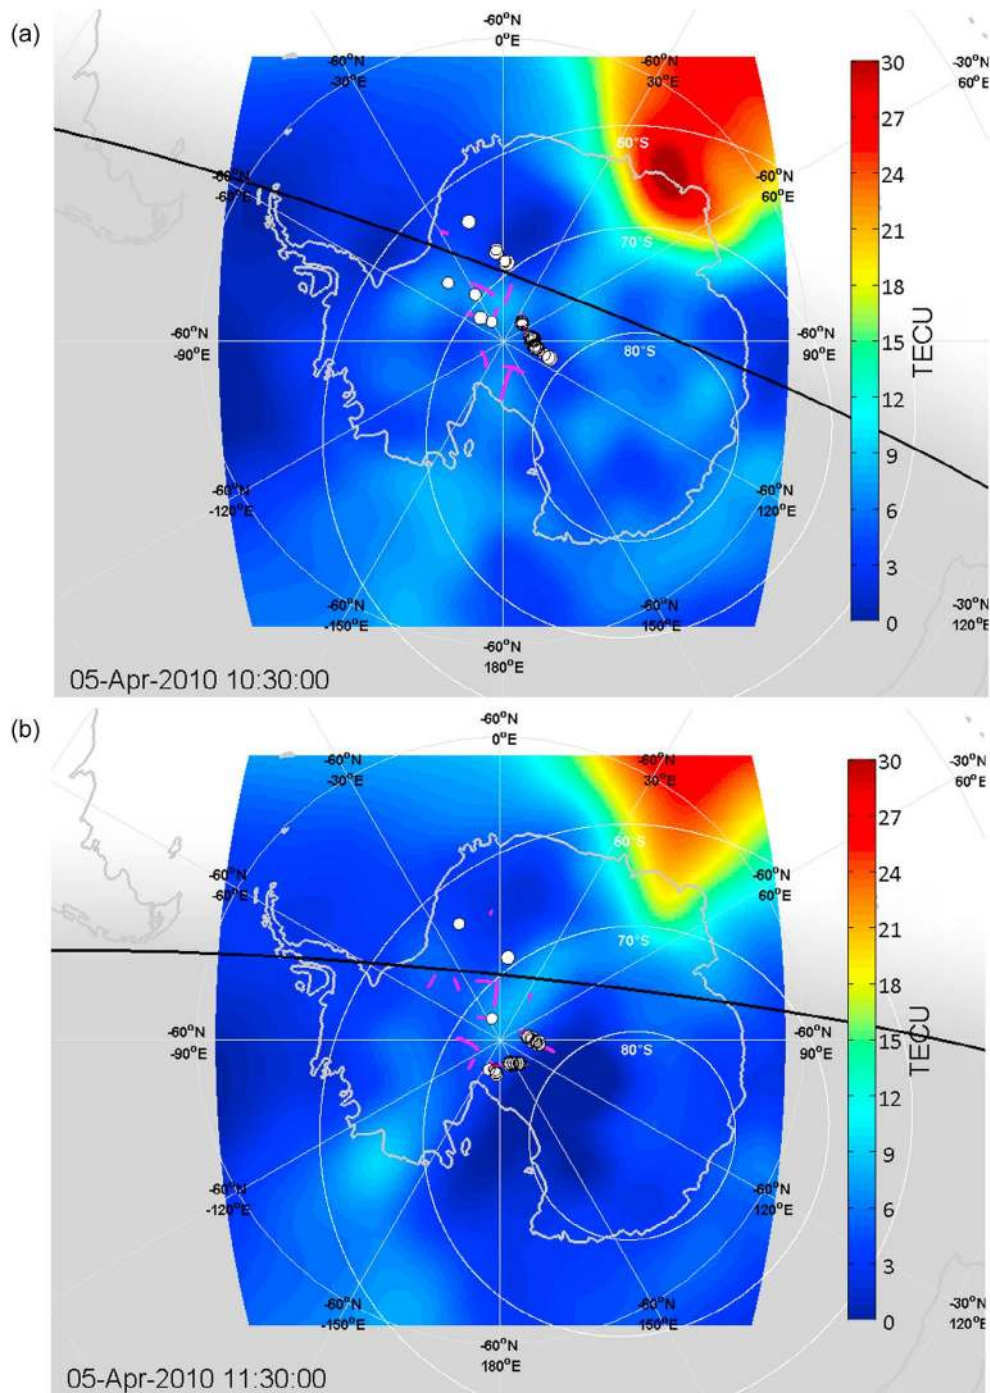 (a)
-60°N
0°E
-60°N
30°E
-60°N
-30°E
-30°N
60°E
30
27
24
21
18
15
12
9
6
3
0
TECU
60°S
70°S
80°S
-60°N
-60°E
-60°N
60°E
-60°N
-90°E
-60°N
90°E
-60°N
-120°E
-60°N
120°E
-60°N
-150°E
-60°N
150°E
-60°N
180°E
-30°N
120°E
05-Apr-2010 10:30:00
(b)
-60°N
0°E
-60°N
30°E
-60°N
30°E
-30°N
60°E
30
27
24
21
18
15
12
9
6
3
0
TECU
60°S
70°S
80°S
-60°N
60°E
-60°N
60°E
-60°N
-90°E
-60°N
90°E
-60°N
-120°E
-60°N
120°E
-60°N
-150°E
-60°N
150°E
-60°N
180°E
-30°N
120°E
05-Apr-2010 11:30:00